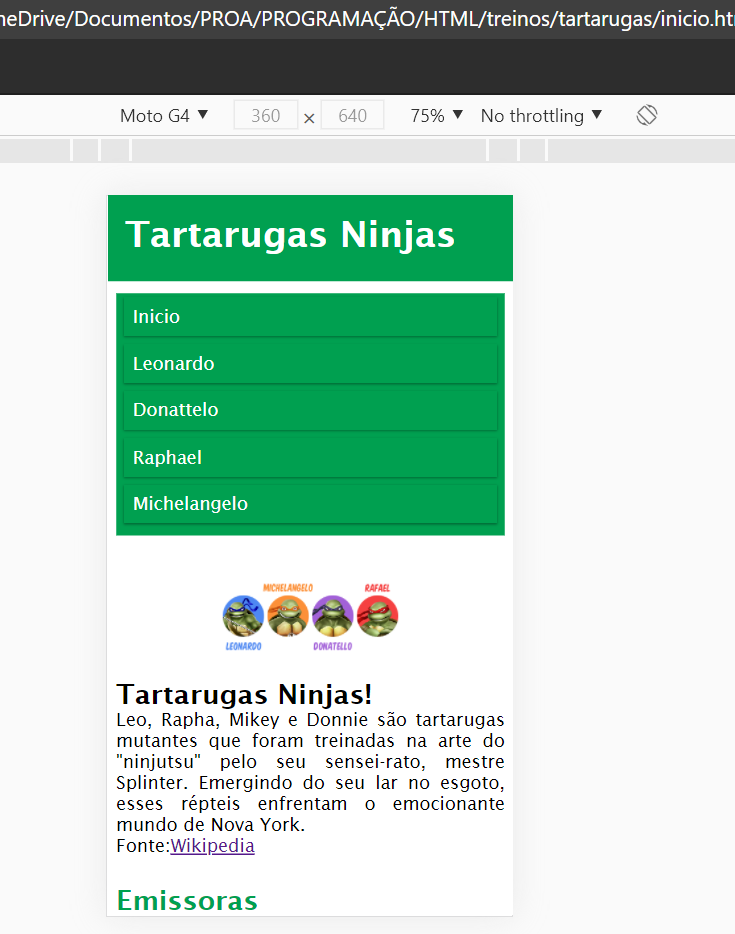 neDrive/Documentos/PROA/PROGRAMAÇÃO/HTML/treinos/tartarugas/inicio.ht
Moto G4 ▼ 360 × 640 75% ▼ No throttling ▼
Tartarugas Ninjas
Inicio
Leonardo
Donattelo
Raphael
Michelangelo
MICHELANGELO RAFAEL
LEONARDO DONATELLO
Tartarugas Ninjas!
Leo, Rapha, Mikey e Donnie são tartarugas
mutantes que foram treinadas na arte do
"ninjutsu" pelo seu sensei-rato, mestre
Splinter. Emergindo do seu lar no esgoto,
esses répteis enfrentam o emocionante
mundo de Nova York.
Fonte:Wikipedia
Emissoras